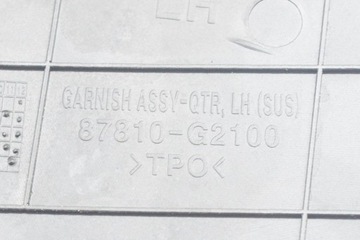 LH
GARNISH ASSY-QTR, LH (SUS)
87810-G2100
>TPO<